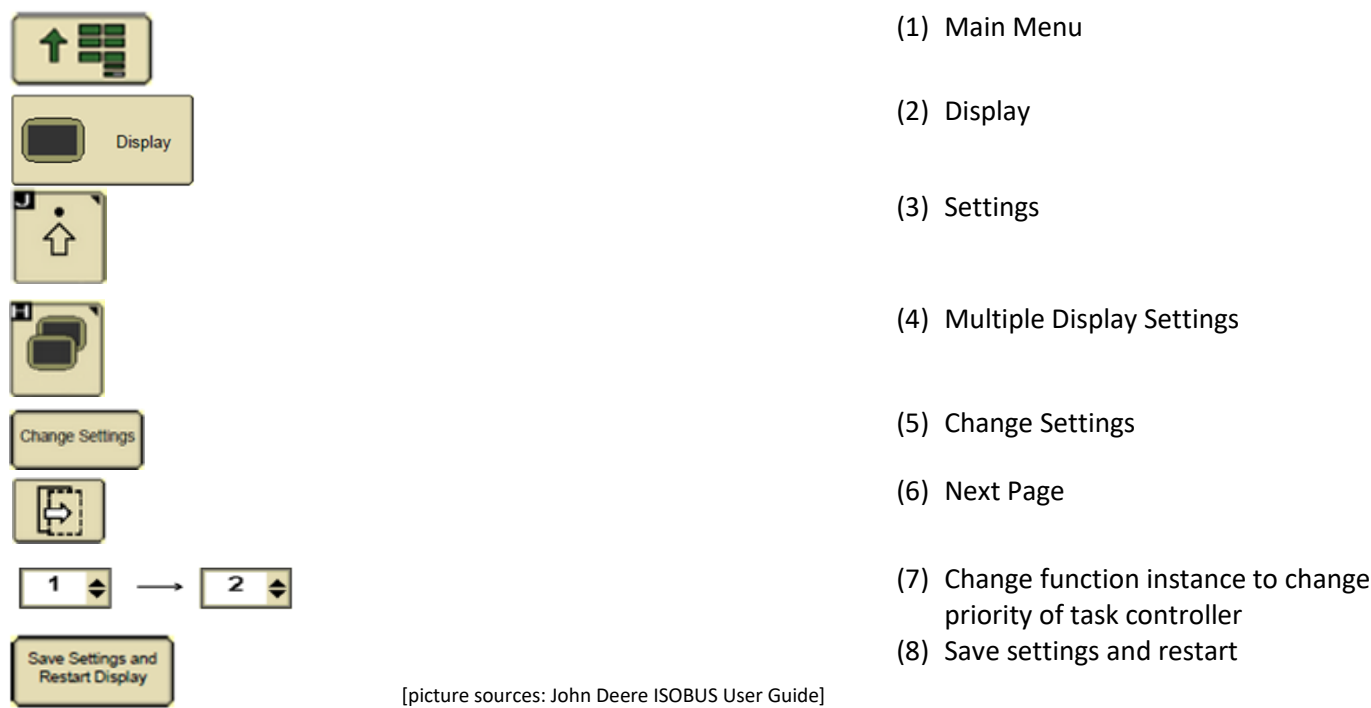 (1) Main Menu
Display
(2) Display
J
(3) Settings
H
(4) Multiple Display Settings
Change Settings
(5) Change Settings
(6) Next Page
1 → 2
(7) Change function instance to change
priority of task controller
Save Settings and
Restart Display
(8) Save settings and restart
[picture sources: John Deere ISOBUS User Guide]